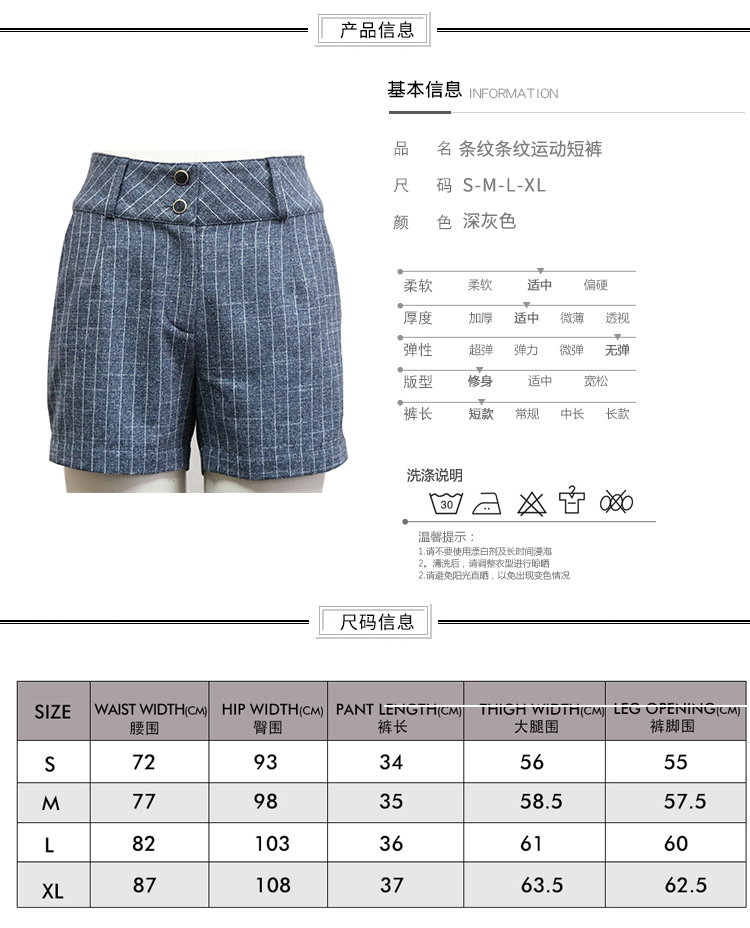 产品信息
基本信息 INFORMATION
品 名 条纹条纹运动短裤
尺 码 S-M-L-XL
颜 色 深灰色
柔软 柔软 适中 偏硬
厚度 加厚 适中 微薄 透视
弹性 超弹 弹力 微弹 无弹
版型 修身 适中 宽松
裤长 短款 常规 中长 长款
洗涤说明
30
温馨提示：
1.请不要使用漂白剂及长时间浸泡
2。清洗后，请调整衣型进行晾晒
2.请避免阳光直晒，以免出现变色情况
尺码信息
SIZE WAIST WIDTH(CM) HIP WIDTH(CM) PANT LENGTH(CM) THIGH WIDTH(CM) LEG OPENING(CM)
腰围 臀围 裤长 大腿围 裤脚围
S 72 93 34 56 55
M 77 98 35 58.5 57.5
L 82 103 36 61 60
XL 87 108 37 63.5 62.5